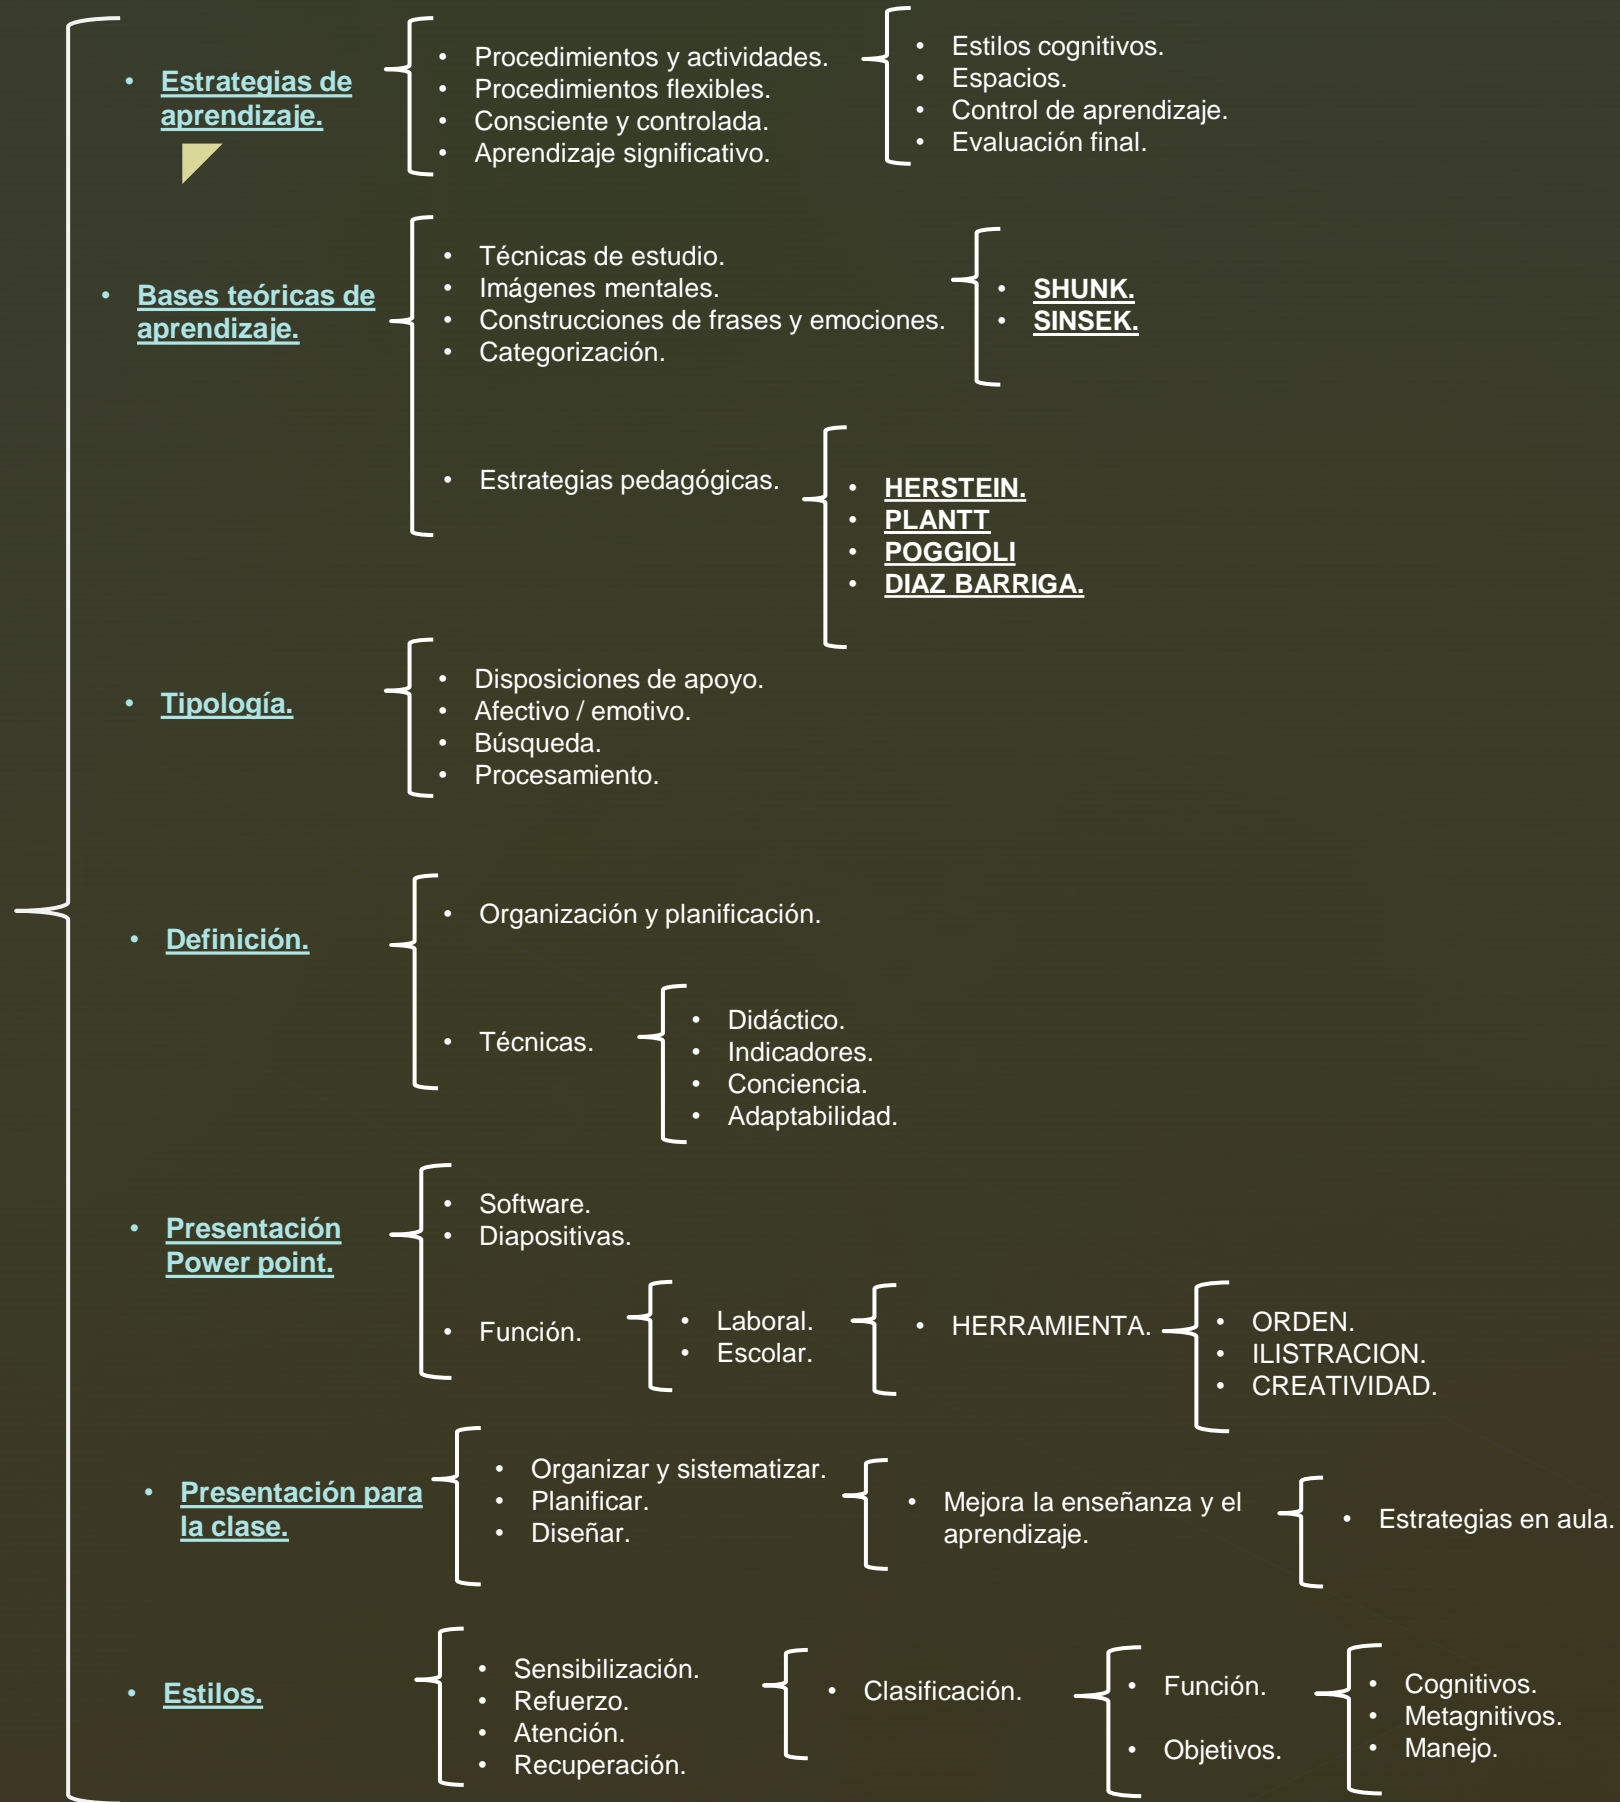 • Estrategias de
aprendizaje.
• Procedimientos y actividades.
• Procedimientos flexibles.
• Consciente y controlada.
• Aprendizaje significativo.
• Estilos cognitivos.
• Espacios.
• Control de aprendizaje.
• Evaluación final.
• Bases teóricas de
aprendizaje.
• Técnicas de estudio.
• Imágenes mentales.
• Construcciones de frases y emociones.
• Categorización.
• SHUNK.
• SINSEK.
• Estrategias pedagógicas.
• HERSTEIN.
• PLANTT
• POGGIOLI
• DIAZ BARRIGA.
• Tipología.
• Disposiciones de apoyo.
• Afectivo / emotivo.
• Búsqueda.
• Procesamiento.
• Definición.
• Organización y planificación.
• Técnicas.
• Didáctico.
• Indicadores.
• Conciencia.
• Adaptabilidad.
• Presentación
Power point.
• Software.
• Diapositivas.
• Función.
• Laboral.
• Escolar.
• HERRAMIENTA.
• ORDEN.
• ILISTRACION.
• CREATIVIDAD.
• Presentación para
la clase.
• Organizar y sistematizar.
• Planificar.
• Diseñar.
• Mejora la enseñanza y el
aprendizaje.
• Estrategias en aula.
• Estilos.
• Sensibilización.
• Refuerzo.
• Atención.
• Recuperación.
• Clasificación.
• Función.
• Objetivos.
• Cognitivos.
• Metagnitivos.
• Manejo.